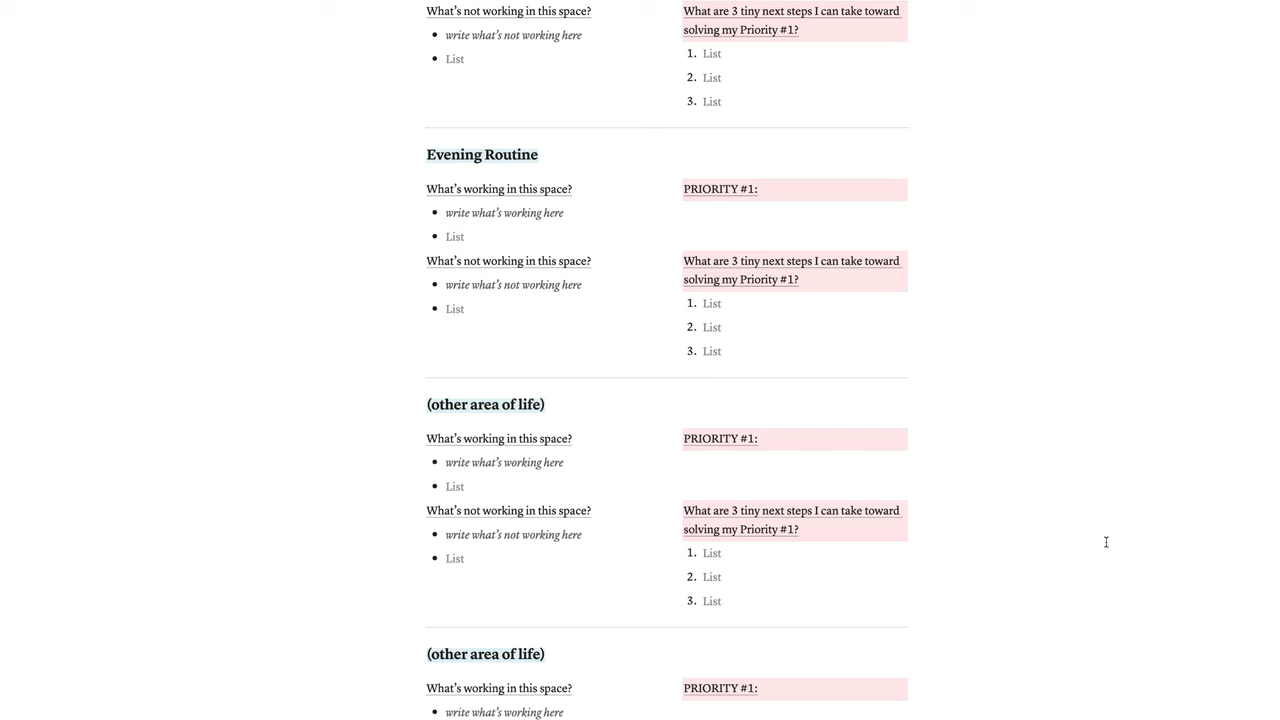 What's not working in this space?
• write what's not working here
• List
What are 3 tiny next steps I can take toward
solving my Priority #1?
1. List
2. List
3. List
Evening Routine
What's working in this space?
• write what's working here
• List
What's not working in this space?
• write what's not working here
• List
PRIORITY #1:
What are 3 tiny next steps I can take toward
solving my Priority #1?
1. List
2. List
3. List
(other area of life)
What's working in this space?
• write what's working here
• List
What's not working in this space?
• write what's not working here
• List
PRIORITY #1:
What are 3 tiny next steps I can take toward
solving my Priority #1?
1. List
2. List
3. List
(other area of life)
What's working in this space?
• write what's working here
PRIORITY #1: